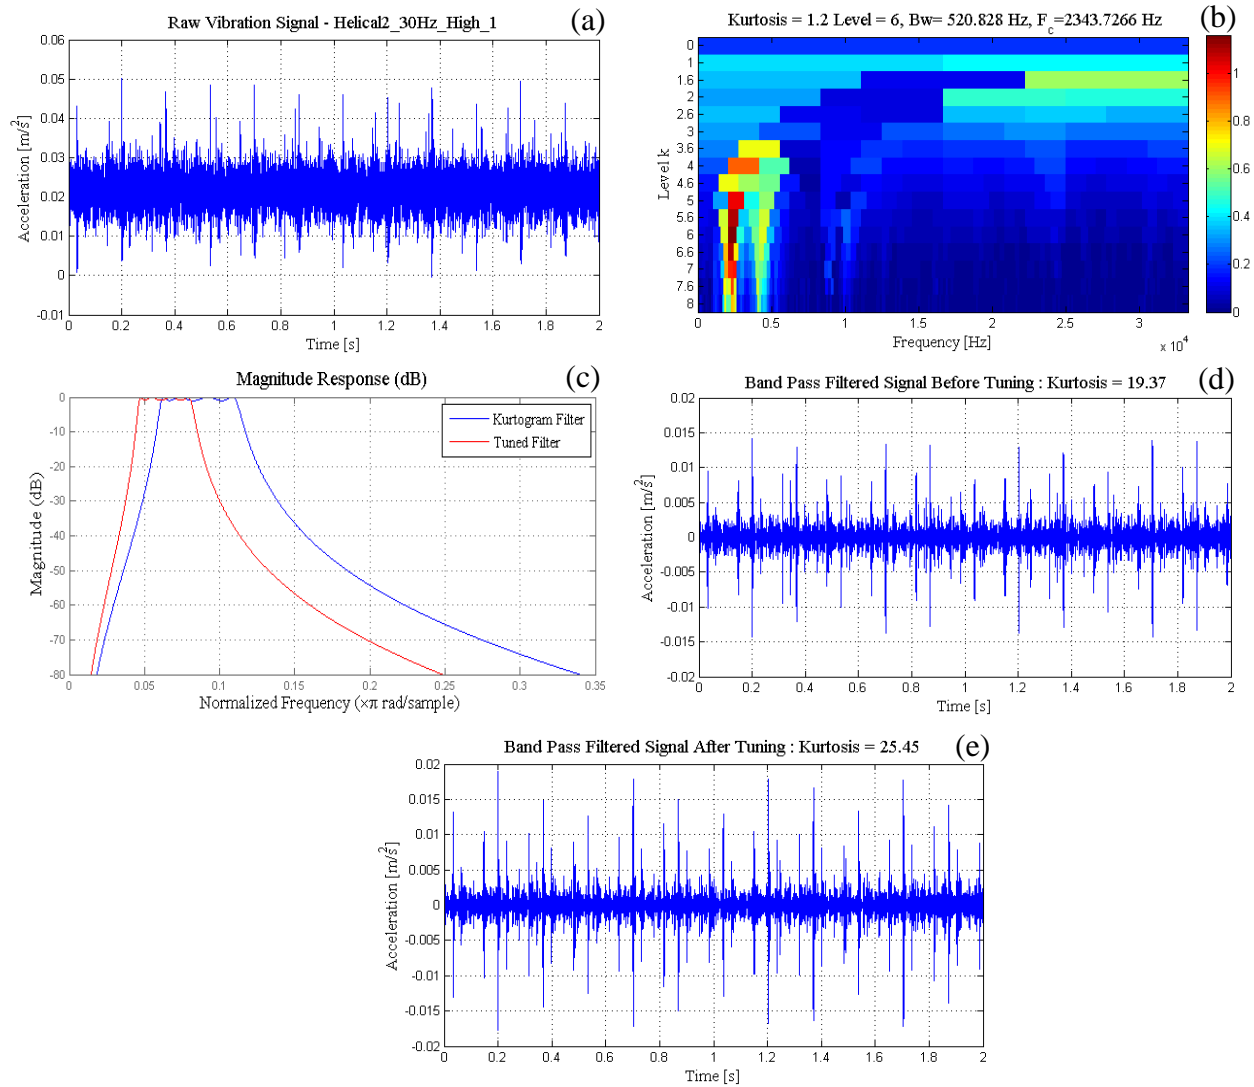 Raw Vibration Signal - Helical2_30Hz_High_1
(a)
Acceleration [m/s²]
0.06
0.05
0.04
0.03
0.02
0.01
0
-0.01
0 0.2 0.4 0.6 0.8 1 1.2 1.4 1.6 1.8 2
Time [s]
Kurtosis = 1.2 Level = 6, Bw= 520.828 Hz, F_c=2343.7266 Hz
(b)
Level k
0
1
1.6
2
2.6
3
3.6
4
4.6
5
5.6
6
6.6
7
7.6
8
0 0.5 1 1.5 2 2.5 3
Frequency [Hz]
× 10⁴
1
0.8
0.6
0.4
0.2
0
Magnitude Response (dB)
(c)
Magnitude (dB)
0
-10
-20
-30
-40
-50
-60
-70
-80
0 0.05 0.1 0.15 0.2 0.25 0.3 0.35
Normalized Frequency (×π rad/sample)
Kurtogram Filter
Tuned Filter
Band Pass Filtered Signal Before Tuning : Kurtosis = 19.37
(d)
Acceleration [m/s²]
0.02
0.015
0.01
0.005
0
-0.005
-0.01
-0.015
-0.02
0 0.2 0.4 0.6 0.8 1 1.2 1.4 1.6 1.8 2
Time [s]
Band Pass Filtered Signal After Tuning : Kurtosis = 25.45
(e)
Acceleration [m/s²]
0.02
0.015
0.01
0.005
0
-0.005
-0.01
-0.015
-0.02
0 0.2 0.4 0.6 0.8 1 1.2 1.4 1.6 1.8 2
Time [s]